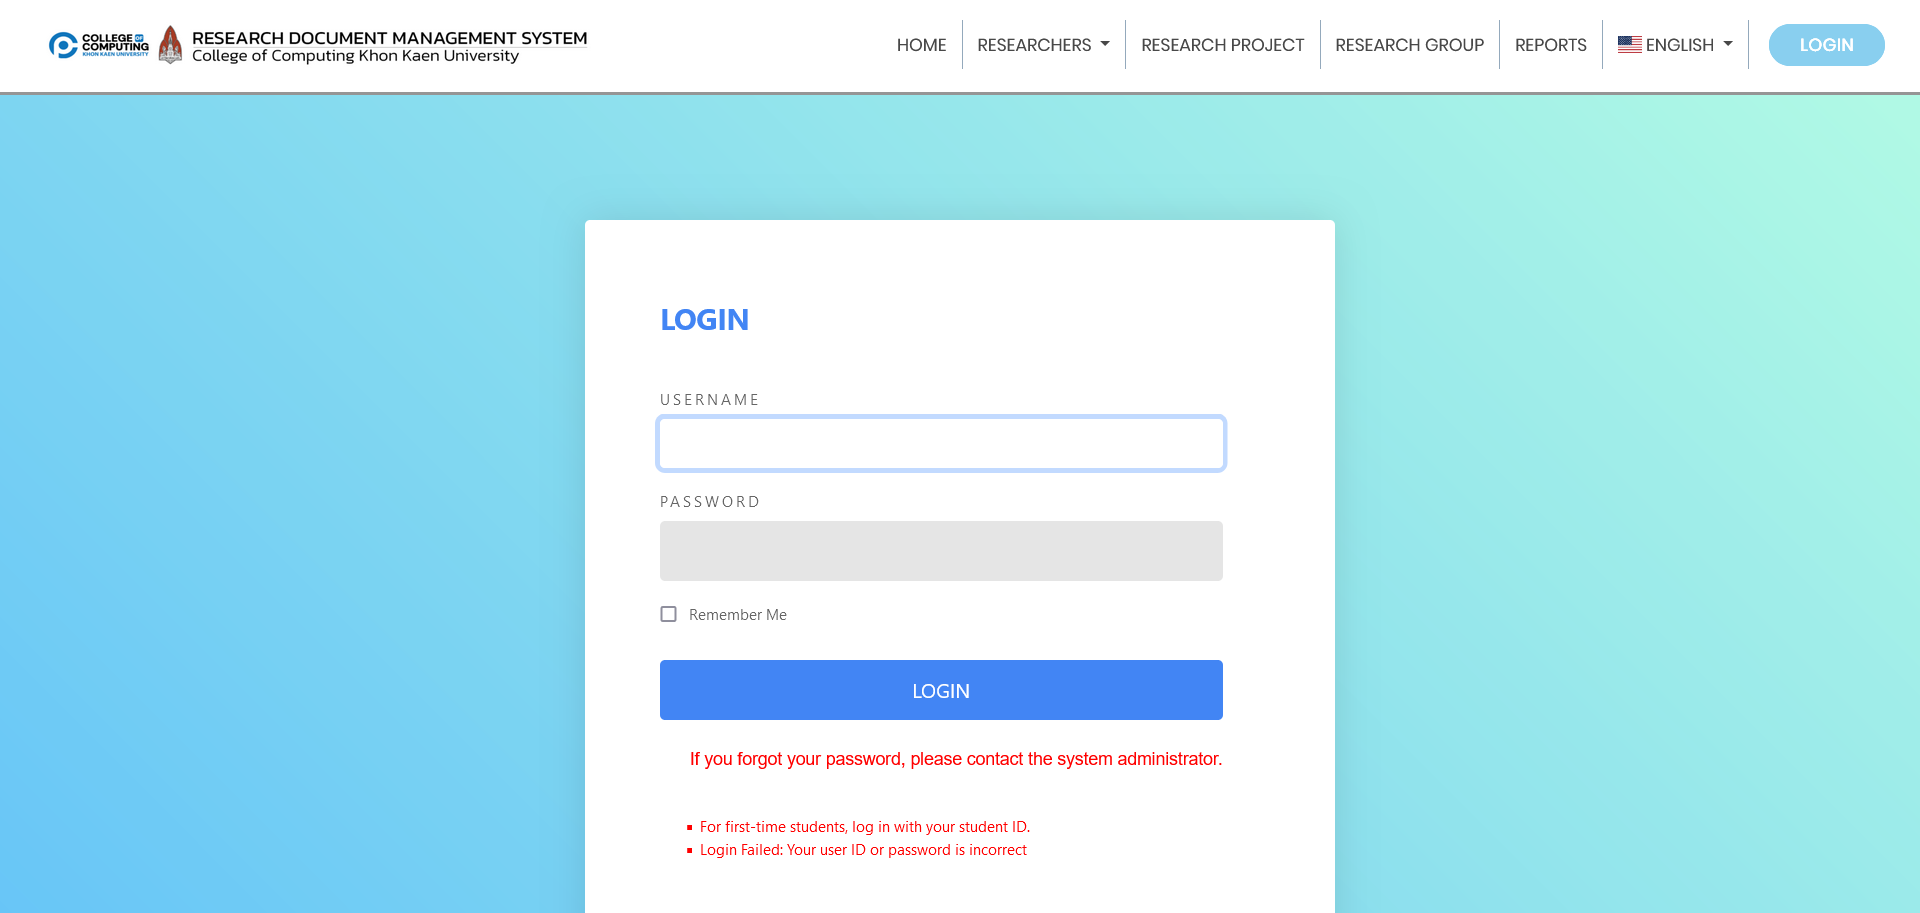 COLLEGE OF
COMPUTING
KHON KAEN UNIVERSITY
RESEARCH DOCUMENT MANAGEMENT SYSTEM
College of Computing Khon Kaen University
HOME
RESEARCHERS
RESEARCH PROJECT
RESEARCH GROUP
REPORTS
ENGLISH
LOGIN
LOGIN
USERNAME
PASSWORD
Remember Me
LOGIN
If you forgot your password, please contact the system administrator.
For first-time students, log in with your student ID.
Login Failed: Your user ID or password is incorrect